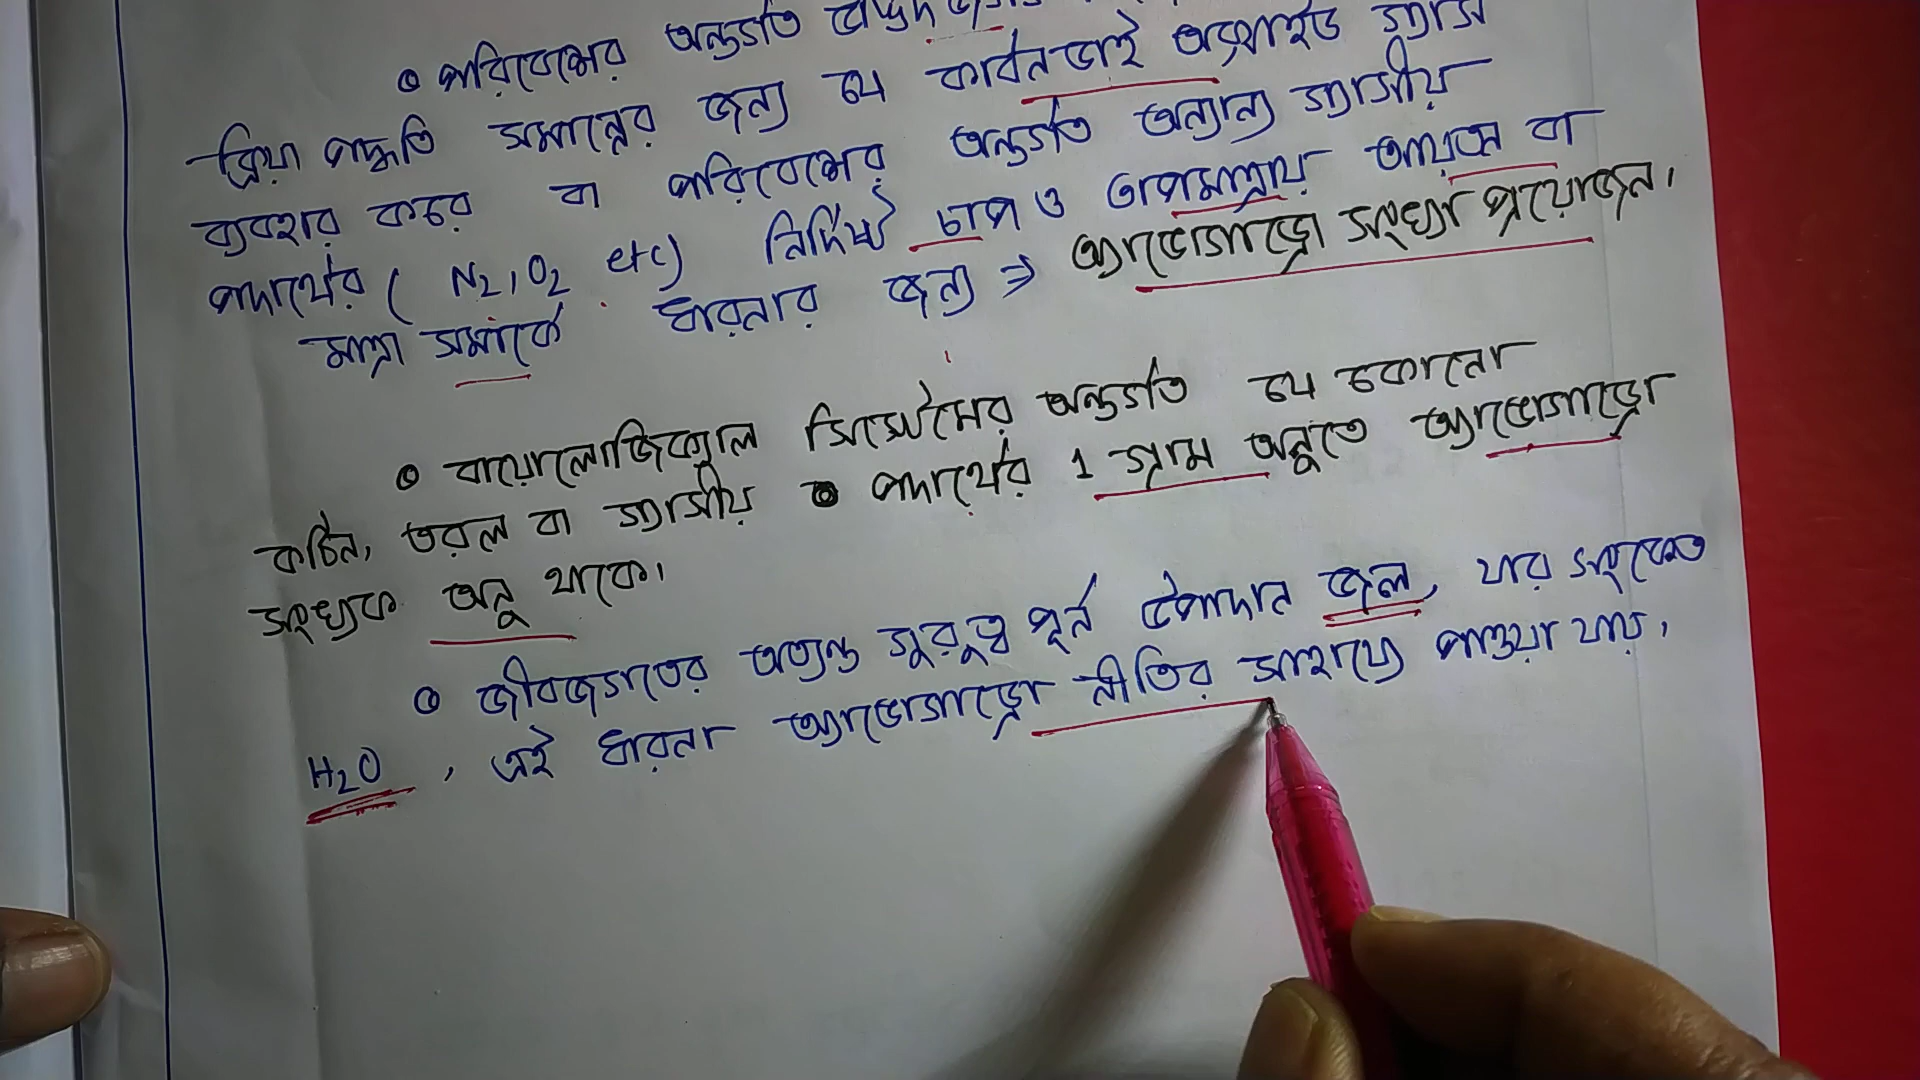 পরিবেশের অন্তর্গত
ক্রিয়া পদ্ধতি সম্পন্নের জন্য যে কার্বনডাই অক্সাইড গ্যাস
ব্যবহার করে বা পরিবেশের অন্তর্গত অন্যান্য গ্যাসীয়
পদার্থের ( N2, O2 etc) নির্দিষ্ট চাপ ও তাপমাত্রায় আয়তন বা
মাত্রা সম্পর্কে ধারনার জন্য ⇒ অ্যাভোগাড্রো সংখ্যা প্রয়োজন।
বায়োলোজিক্যাল সিস্টেমের অন্তর্গত যে কোনো
কঠিন, তরল বা গ্যাসীয় পদার্থের 1 গ্রাম অনুতে অ্যাভোগাড্রো
সংখ্যক অনু থাকে।
জীবজগতের অত্যন্ত গুরুত্ব পূর্ন উপাদান জল, যার সংকেত
H2O, এই ধারনা অ্যাভোগাড্রো নীতির সাহায্যে পাওয়া যায়,